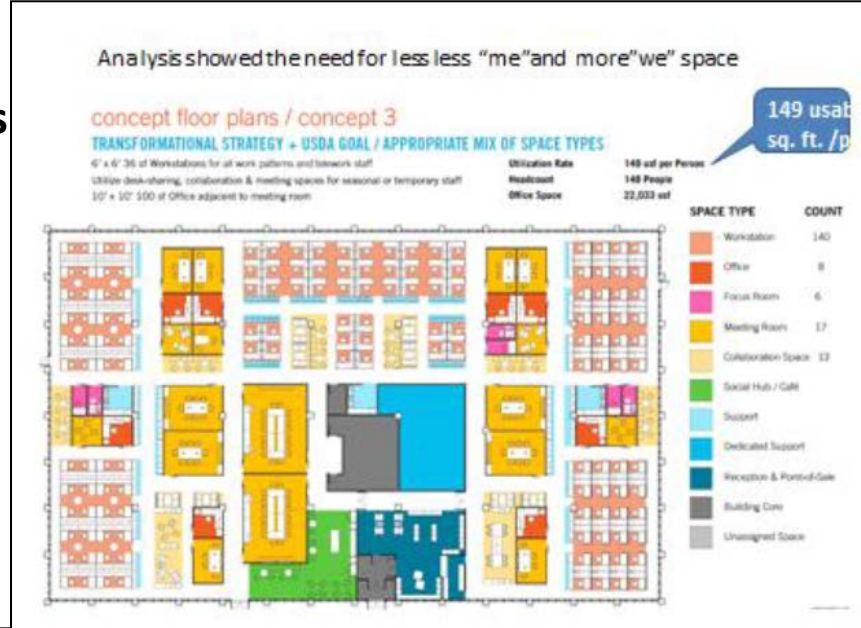 Analysis showed the need for less less “me”and more”we” space
s
concept floor plans / concept 3
149 usab
sq. ft. /p
TRANSFORMATIONAL STRATEGY + USDA GOAL / APPROPRIATE MIX OF SPACE TYPES
6' x 6' 36 sf Workstations for all work patterns and telework staff
Utilization Rate 149 usf per Person
Utilize desk-sharing, collaboration & meeting spaces for seasonal or temporary staff
Headcount 148 People
10' x 10' 100 sf Office adjacent to meeting room
Office Space 22,033 usf
SPACE TYPE COUNT
Workstation 140
Office 8
Focus Room 6
Meeting Room 17
Collaboration Space
Social Hub / Café
Support
Dedicated Support
Reception & Point-of-Sale
Building Core
Unassigned Space